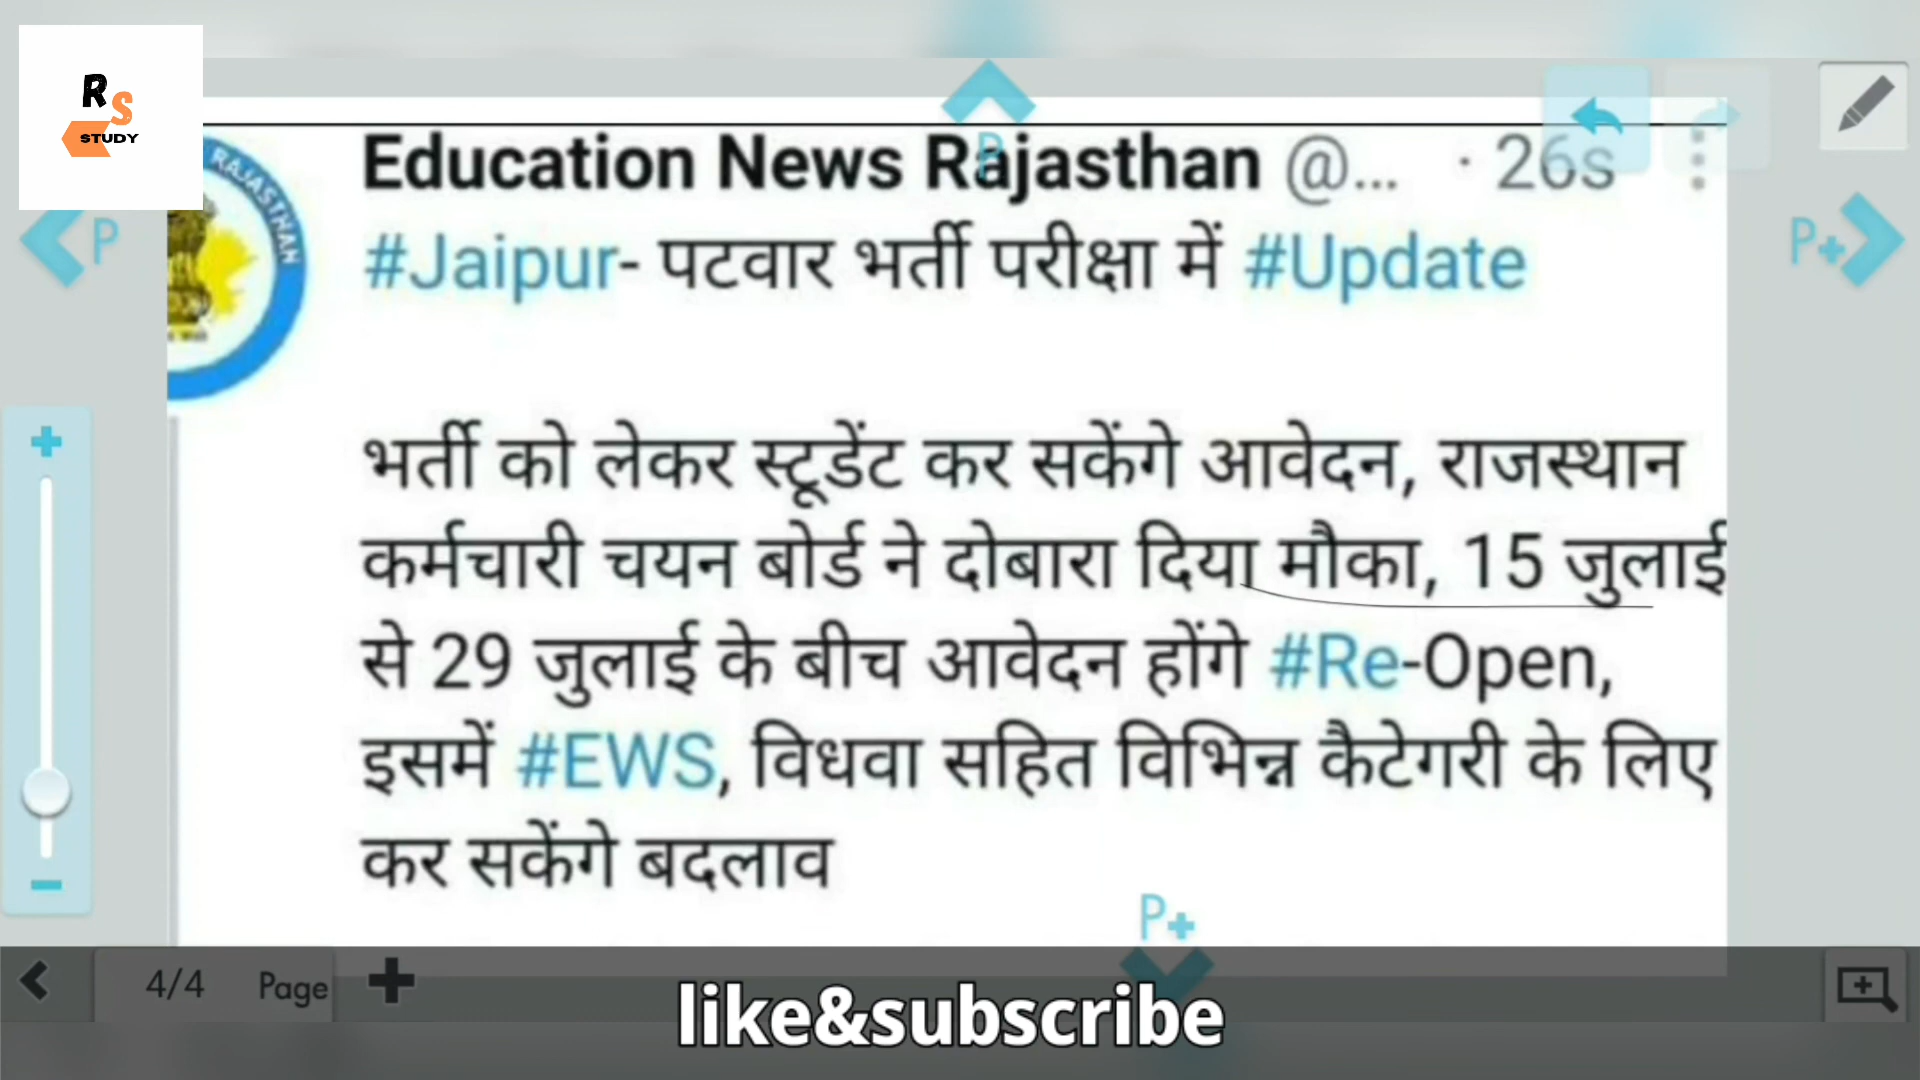 RS
STUDY
RAJASTHAN
Education News Rajasthan @... · 26s
#Jaipur- पटवार भर्ती परीक्षा में #Update
भर्ती को लेकर स्टूडेंट कर सकेंगे आवेदन, राजस्थान
कर्मचारी चयन बोर्ड ने दोबारा दिया मौका, 15 जुलाई
से 29 जुलाई के बीच आवेदन होंगे #Re-Open,
इसमें #EWS, विधवा सहित विभिन्न कैटेगरी के लिए
कर सकेंगे बदलाव
P
P
P+
P+
4/4 Page
like&subscribe